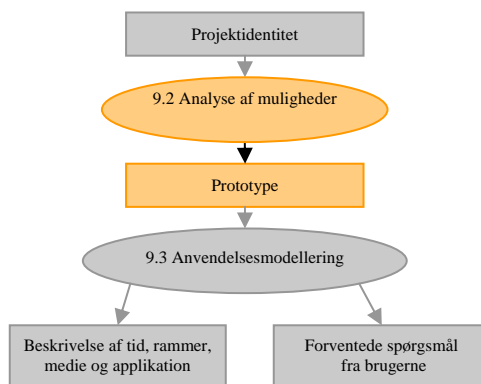 Projektidentitet
9.2 Analyse af muligheder
Prototype
9.3 Anvendelsesmodellering
Beskrivelse af tid, rammer,
medie og applikation
Forventede spørgsmål
fra brugerne